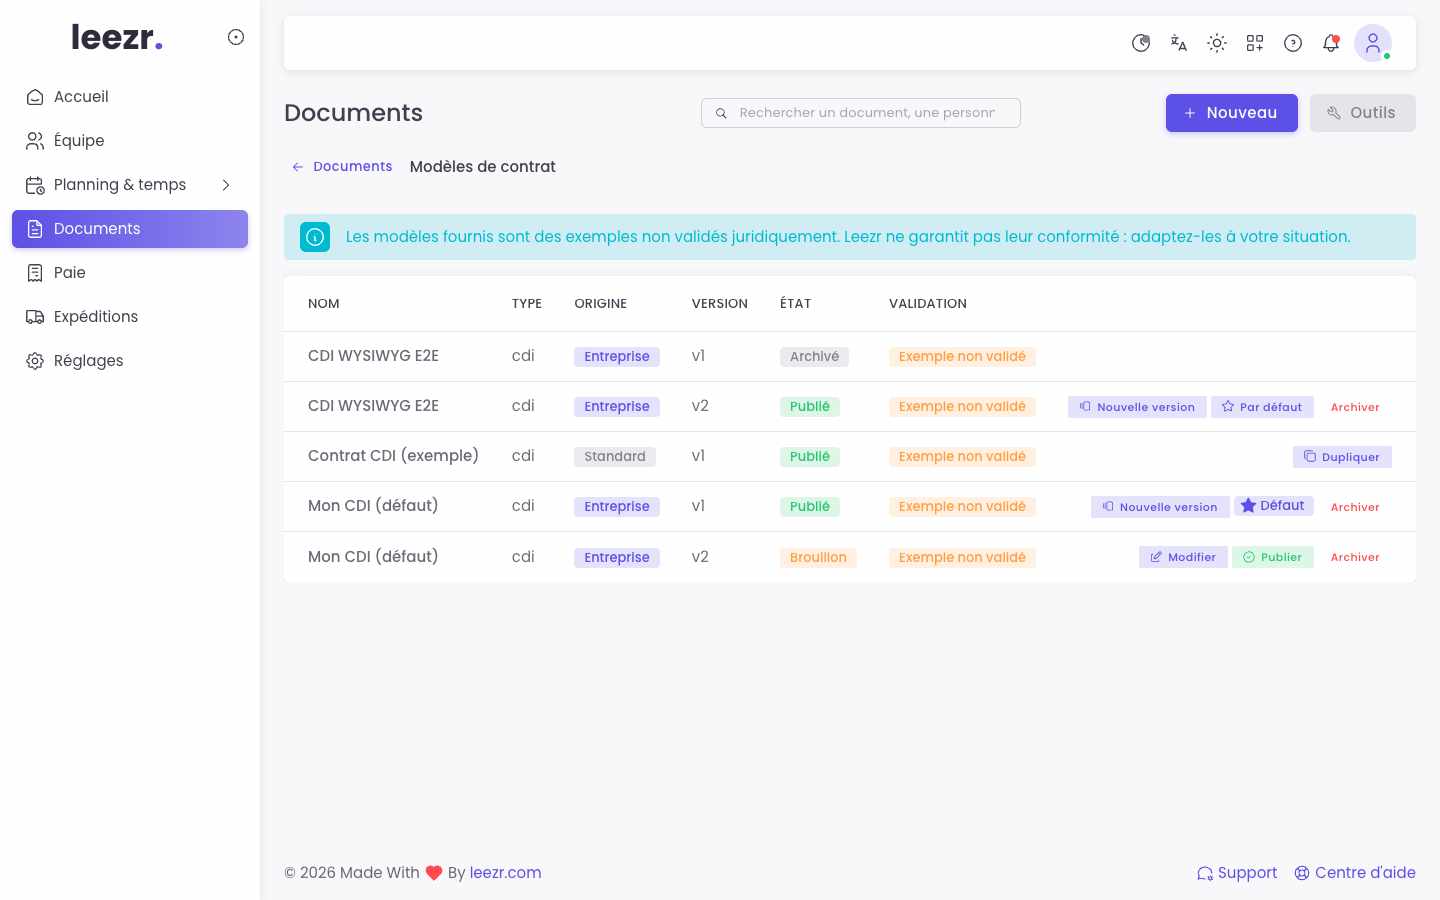 leezr.
Accueil
Équipe
Planning & temps
Documents
Paie
Expéditions
Réglages
Documents
Rechercher un document, une personr
Nouveau
Outils
Documents
Modèles de contrat
Les modèles fournis sont des exemples non validés juridiquement. Leezr ne garantit pas leur conformité : adaptez-les à votre situation.
NOM TYPE ORIGINE VERSION ÉTAT VALIDATION
CDI WYSIWYG E2E cdi Entreprise v1 Archivé Exemple non validé
CDI WYSIWYG E2E cdi Entreprise v2 Publié Exemple non validé Nouvelle version Par défaut Archiver
Contrat CDI (exemple) cdi Standard v1 Publié Exemple non validé Dupliquer
Mon CDI (défaut) cdi Entreprise v1 Publié Exemple non validé Nouvelle version Défaut Archiver
Mon CDI (défaut) cdi Entreprise v2 Brouillon Exemple non validé Modifier Publier Archiver
© 2026 Made With By leezr.com
Support
Centre d'aide